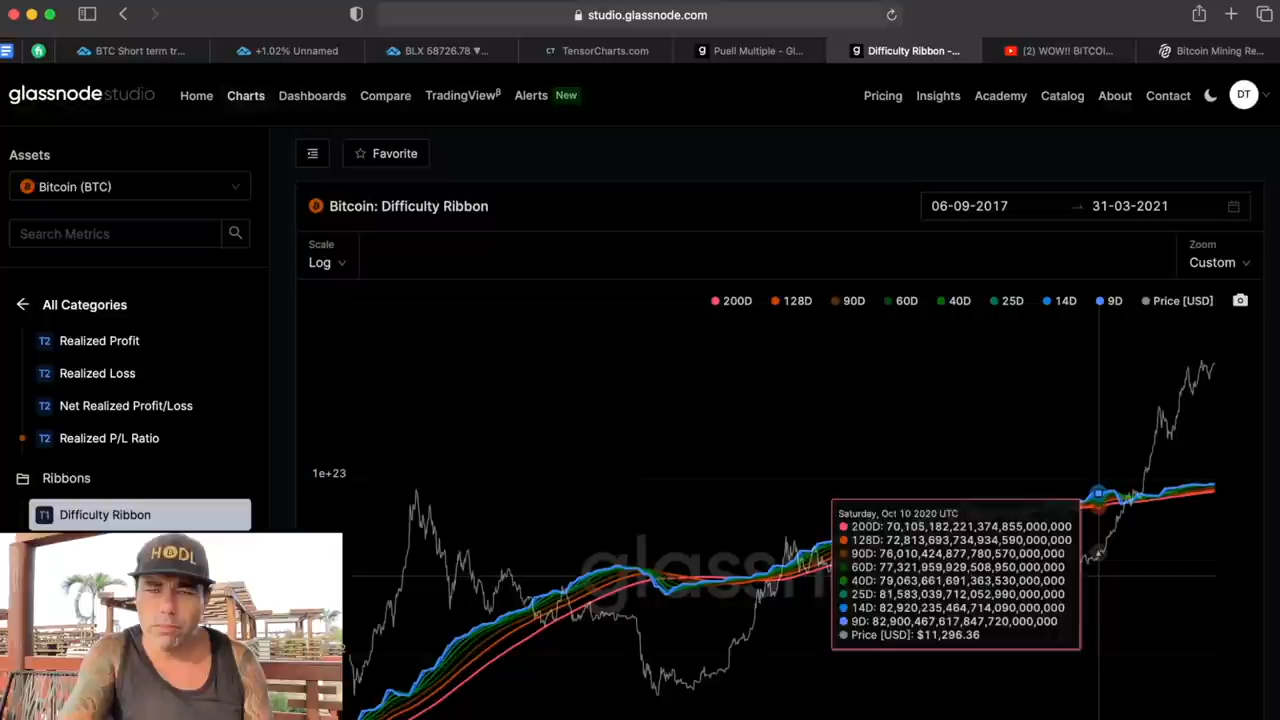 studio.glassnode.com
BTC Short term tr...
+1.02% Unnamed
BLX 58726.78 ▼...
CT TensorCharts.com
g Puell Multiple - Gl...
g Difficulty Ribbon -...
(2) WOW!! BITCOI...
Bitcoin Mining Re...
glassnodestudio
Home
Charts
Dashboards
Compare
TradingViewβ
Alerts New
Pricing
Insights
Academy
Catalog
About
Contact
DT
Assets
Bitcoin (BTC)
Search Metrics
All Categories
T2 Realized Profit
T2 Realized Loss
T2 Net Realized Profit/Loss
T2 Realized P/L Ratio
Ribbons
T1 Difficulty Ribbon
Favorite
Bitcoin: Difficulty Ribbon
06-09-2017 → 31-03-2021
Scale
Log
Zoom
Custom
200D 128D 90D 60D 40D 25D 14D 9D Price [USD]
1e+23
glassn
Saturday, Oct 10 2020 UTC
200D: 70,105,182,221,374,855,000,000
128D: 72,813,693,734,934,590,000,000
90D: 76,010,424,877,780,570,000,000
60D: 77,321,959,929,508,950,000,000
40D: 79,063,661,691,363,530,000,000
25D: 81,583,039,712,052,990,000,000
14D: 82,920,235,464,714,090,000,000
9D: 82,900,467,617,847,720,000,000
Price [USD]: $11,296.36
HODL